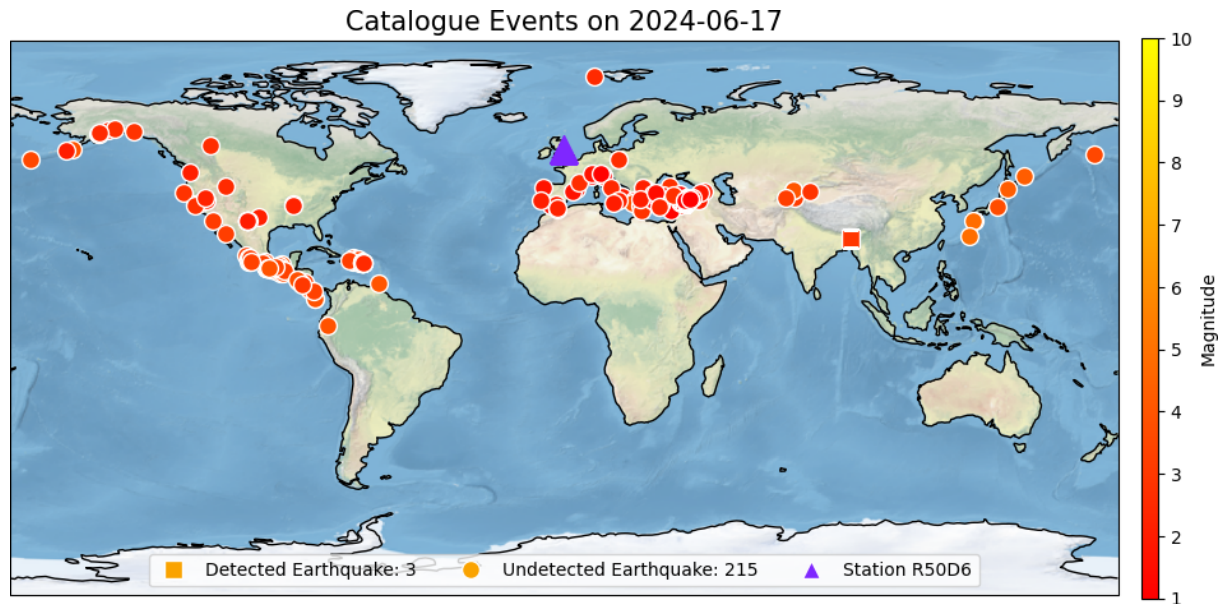 Catalogue Events on 2024-06-17
10
9
8
7
6
5
4
3
2
1
Magnitude
Detected Earthquake: 3
Undetected Earthquake: 215
Station R50D6